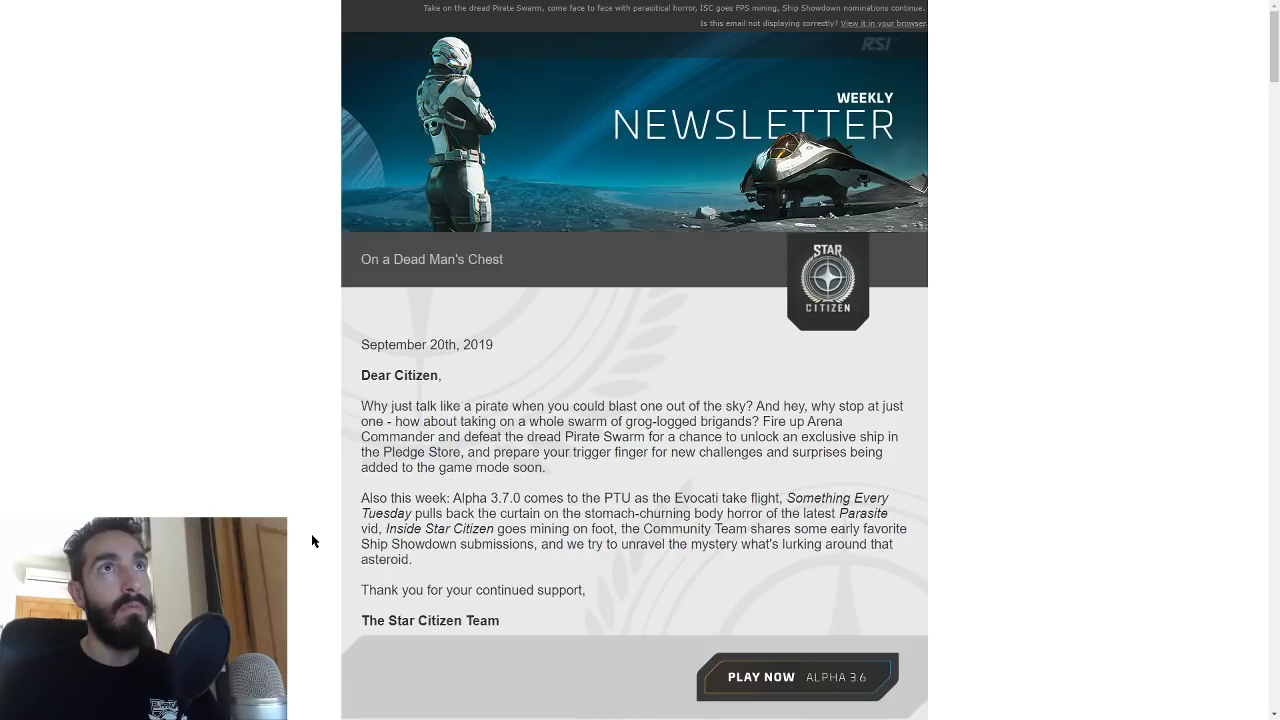 Take on the dread Pirate Swarm, come face to face with parasitical horror, ISC goes FPS mining, Ship Showdown nominations continue.
Is this email not displaying correctly? View it in your browser.
RSI
WEEKLY
NEWSLETTER
On a Dead Man's Chest
STAR
CITIZEN
September 20th, 2019
Dear Citizen,
Why just talk like a pirate when you could blast one out of the sky? And hey, why stop at just
one - how about taking on a whole swarm of grog-logged brigands? Fire up Arena
Commander and defeat the dread Pirate Swarm for a chance to unlock an exclusive ship in
the Pledge Store, and prepare your trigger finger for new challenges and surprises being
added to the game mode soon.
Also this week: Alpha 3.7.0 comes to the PTU as the Evocati take flight, Something Every
Tuesday pulls back the curtain on the stomach-churning body horror of the latest Parasite
vid, Inside Star Citizen goes mining on foot, the Community Team shares some early favorite
Ship Showdown submissions, and we try to unravel the mystery what's lurking around that
asteroid.
Thank you for your continued support,
The Star Citizen Team
PLAY NOW ALPHA 3.6